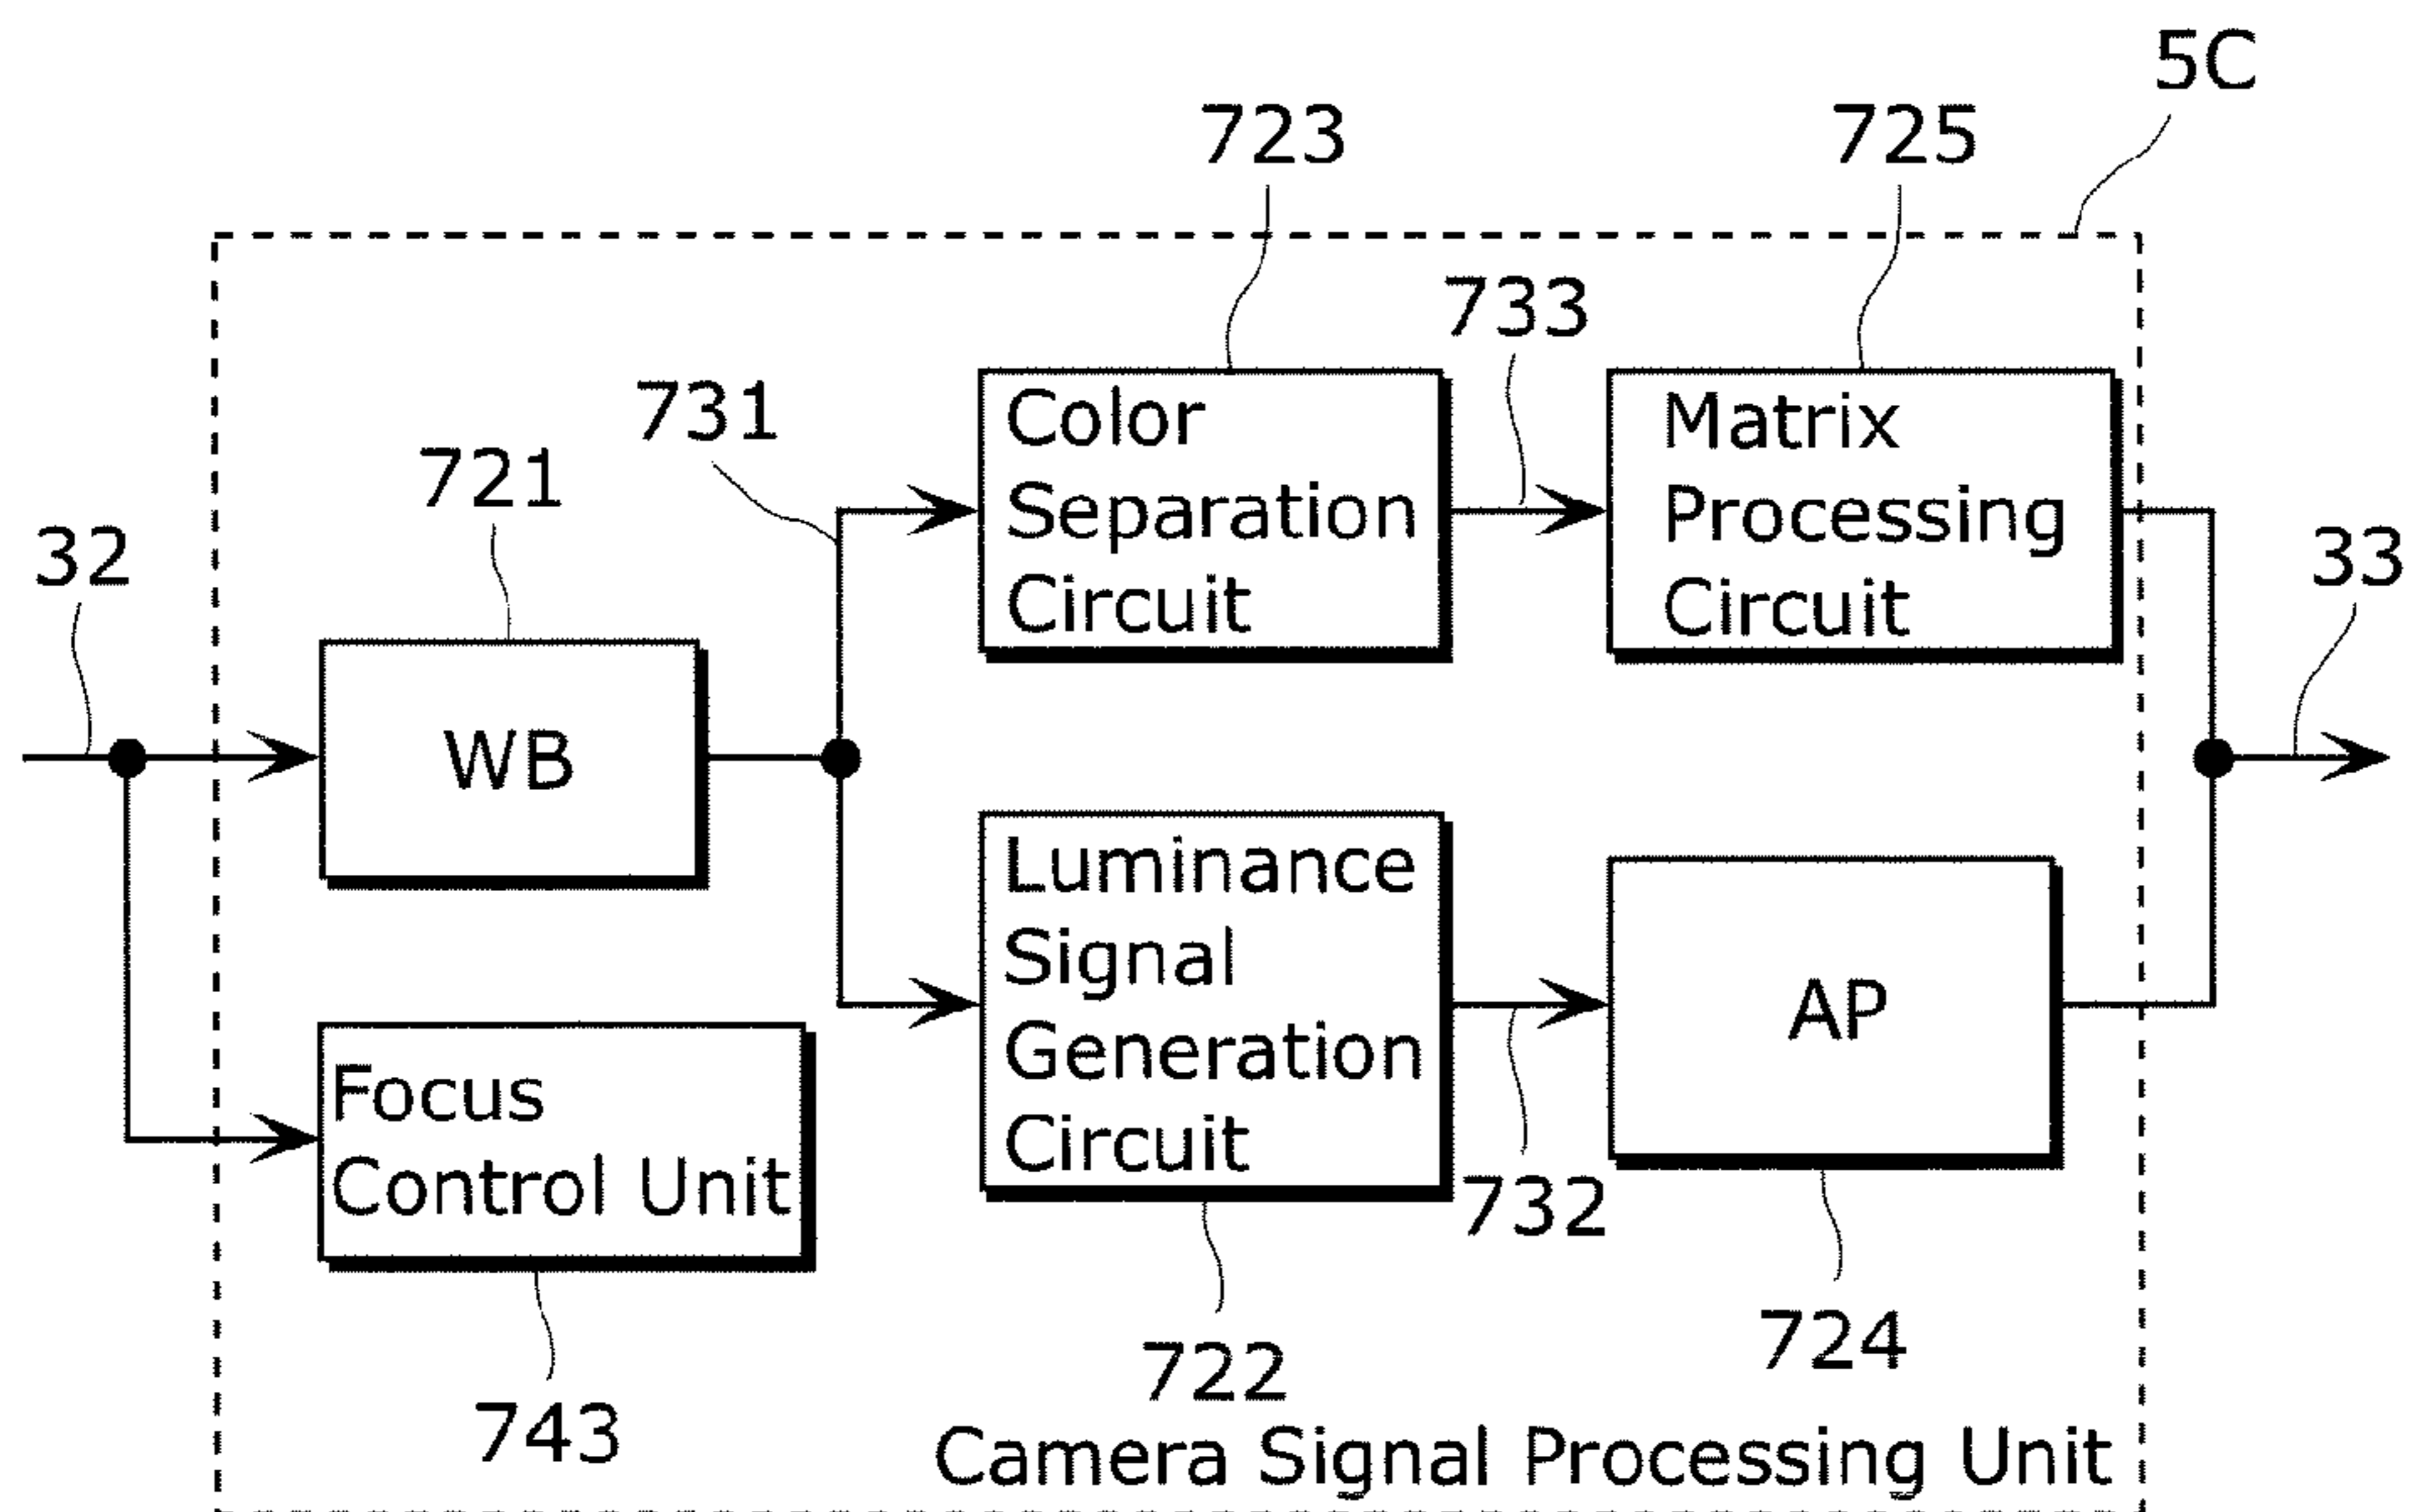 5C
723
725
733
731
721
32
33
Color
Separation
Circuit
Matrix
Processing
Circuit
WB
Luminance
Signal
Generation
Circuit
AP
Focus
Control Unit
732
722
724
743
Camera Signal Processing Unit